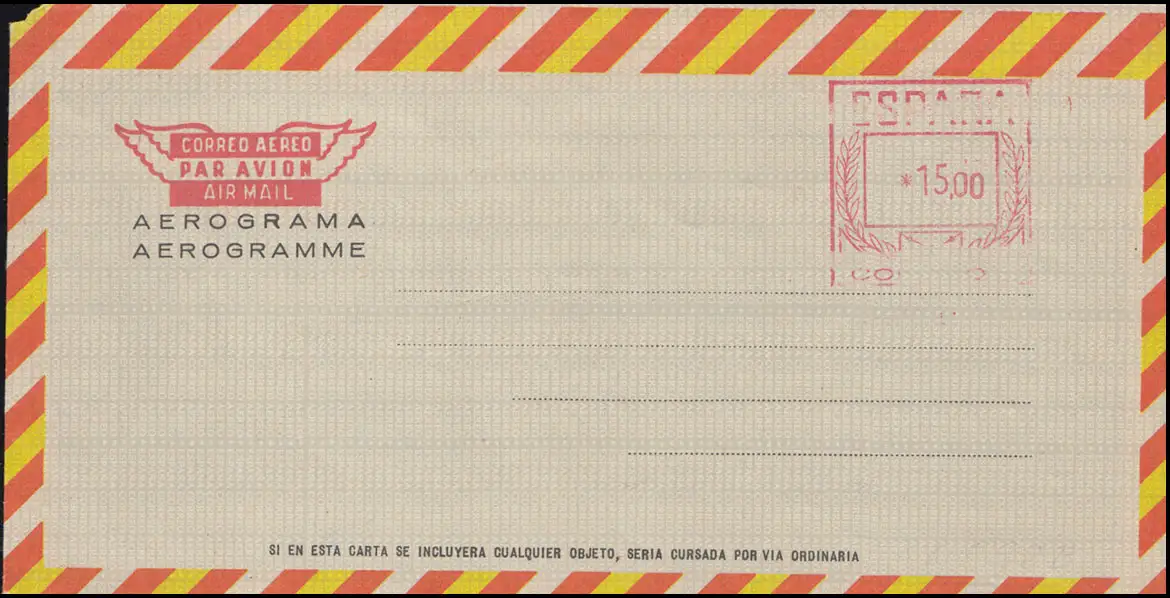 CORREO AEREO
PAR AVION
AIR MAIL
AEROGRAMA
AEROGRAMME
ESPAÑA
*15,00
SI EN ESTA CARTA SE INCLUYERA CUALQUIER OBJETO, SERIA CURSADA POR VIA ORDINARIA